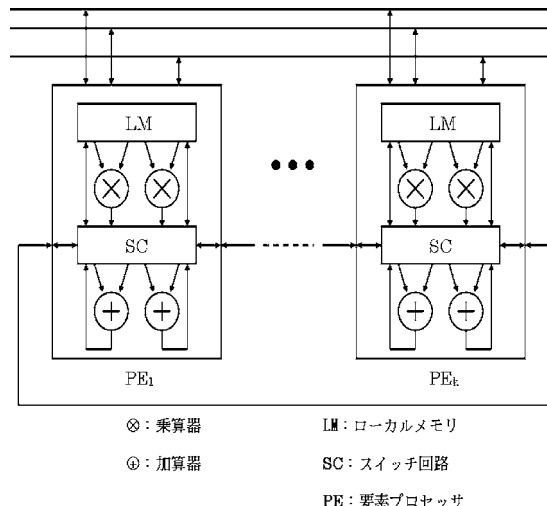 LM
LM
SC
SC
PE₁
PEₖ
⊗：乗算器
LM：ローカルメモリ
⊕：加算器
SC：スイッチ回路
PE：要素プロセッサ